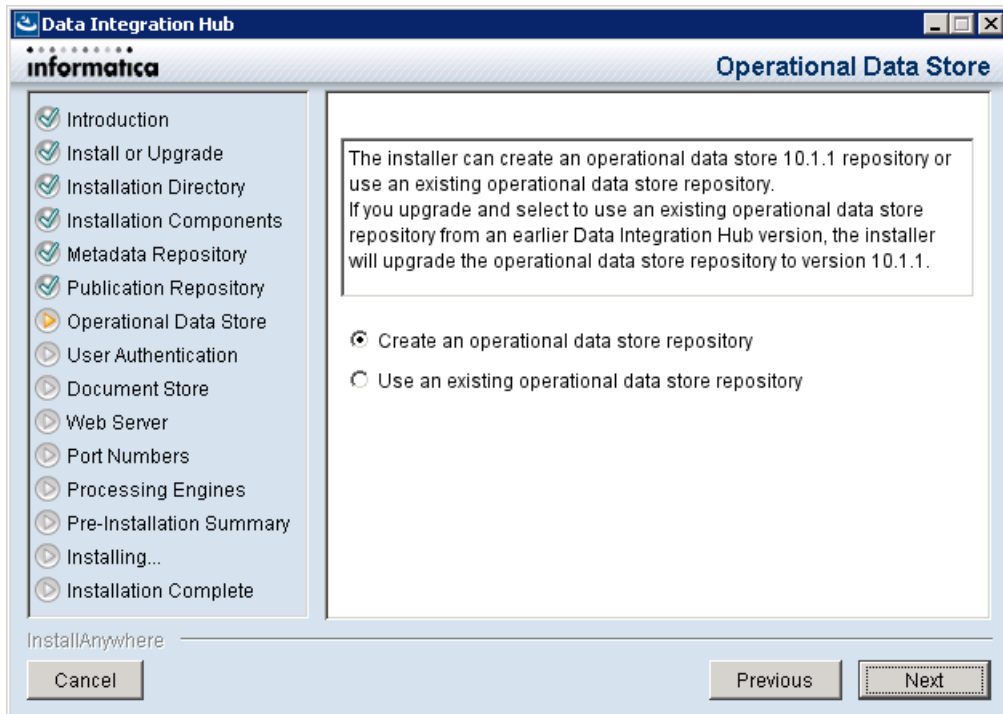 Data Integration Hub
informatica
Operational Data Store
Introduction
Install or Upgrade
Installation Directory
Installation Components
Metadata Repository
Publication Repository
Operational Data Store
User Authentication
Document Store
Web Server
Port Numbers
Processing Engines
Pre-Installation Summary
Installing...
Installation Complete
The installer can create an operational data store 10.1.1 repository or
use an existing operational data store repository.
If you upgrade and select to use an existing operational data store
repository from an earlier Data Integration Hub version, the installer
will upgrade the operational data store repository to version 10.1.1.
Create an operational data store repository
Use an existing operational data store repository
InstallAnywhere
Cancel
Previous
Next